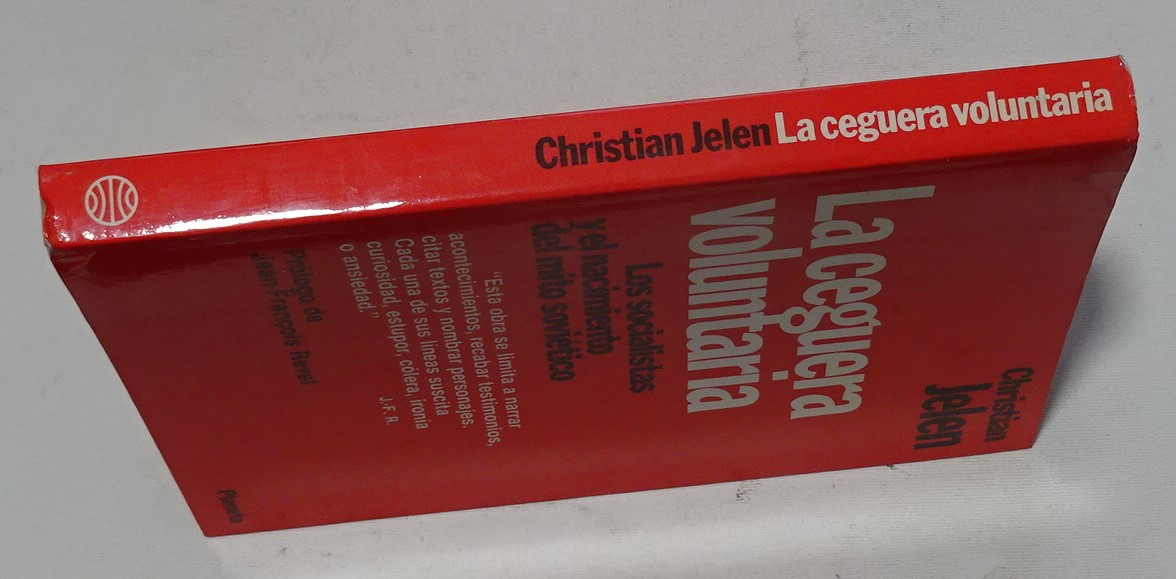 Christian Jelen La ceguera voluntaria
Christian
Jelen
La ceguera
voluntaria
Los socialistas
y el nacimiento
del mito soviético
"Esta obra se limita a narrar
acontecimientos, recabar testimonios,
citar textos y nombrar personajes.
Cada una de sus líneas suscita
curiosidad, estupor, cólera, ironía
o ansiedad."
J.-F. R.
Prólogo de
Jean-François Revel
Planeta